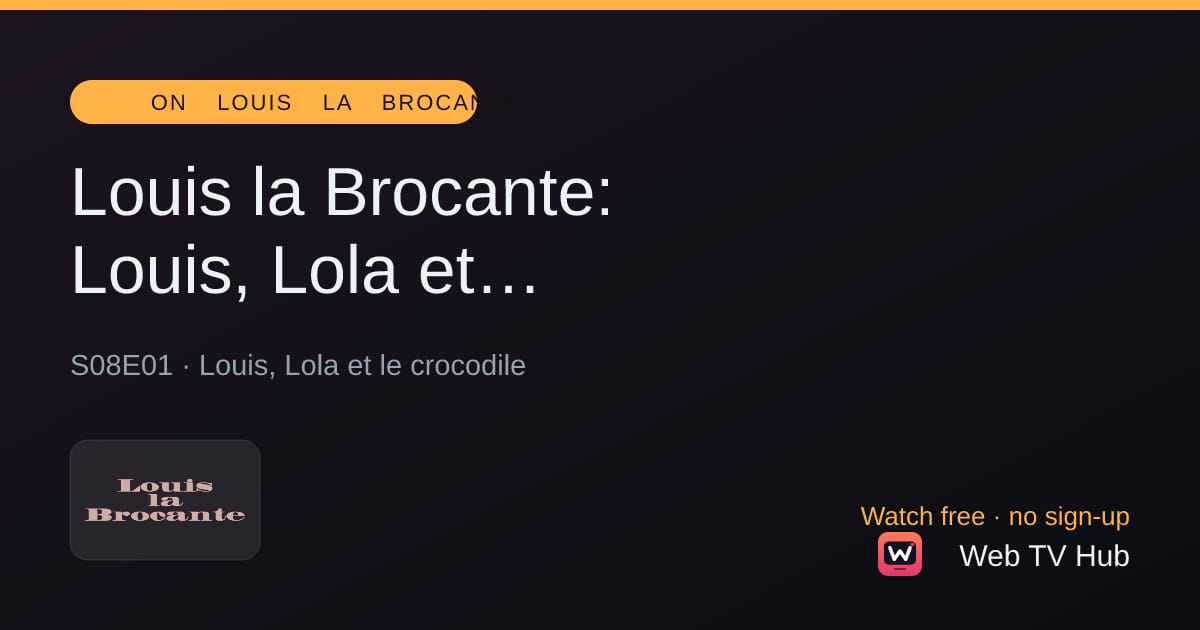 ON LOUIS LA BROCAN
Louis la Brocante:
Louis, Lola et…
S08E01 · Louis, Lola et le crocodile
Louis
la
Brocante
Watch free · no sign-up
W
Web TV Hub